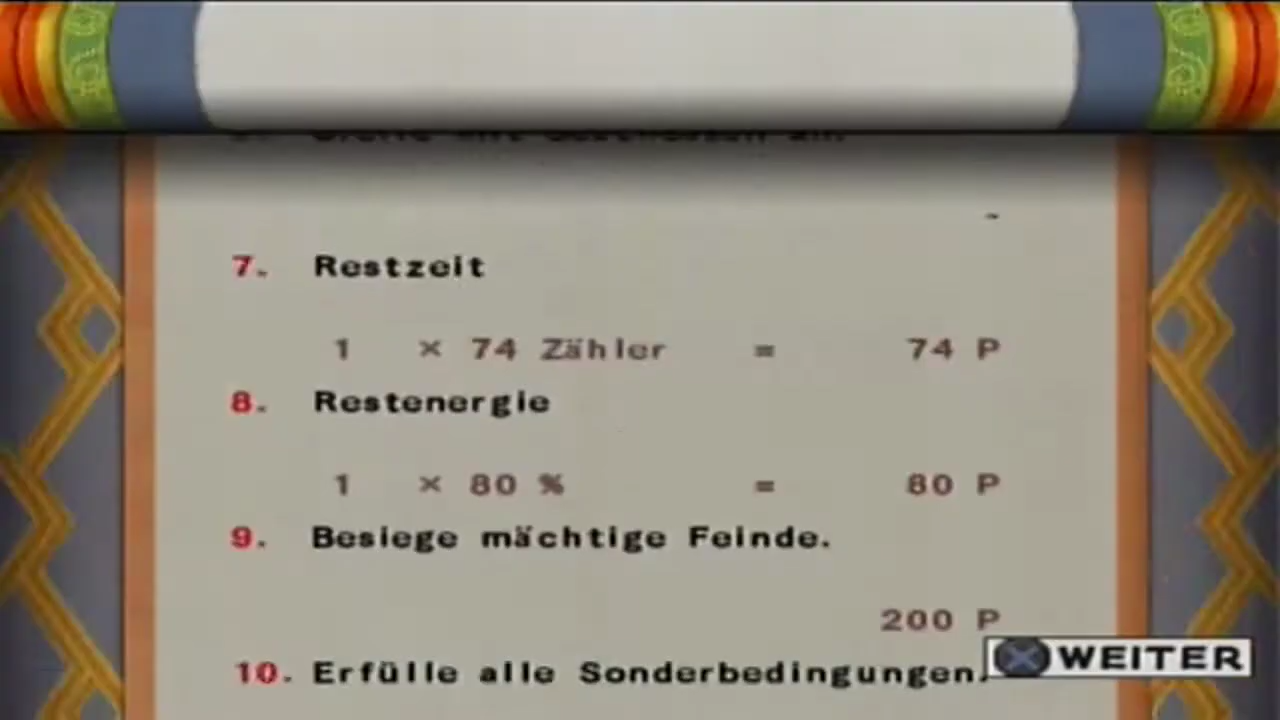 7. Restzeit
1 × 74 Zähler = 74 P
8. Restenergie
1 × 80 % = 80 P
9. Besiege mächtige Feinde.
200 P
10. Erfülle alle Sonderbedingungen.
WEITER